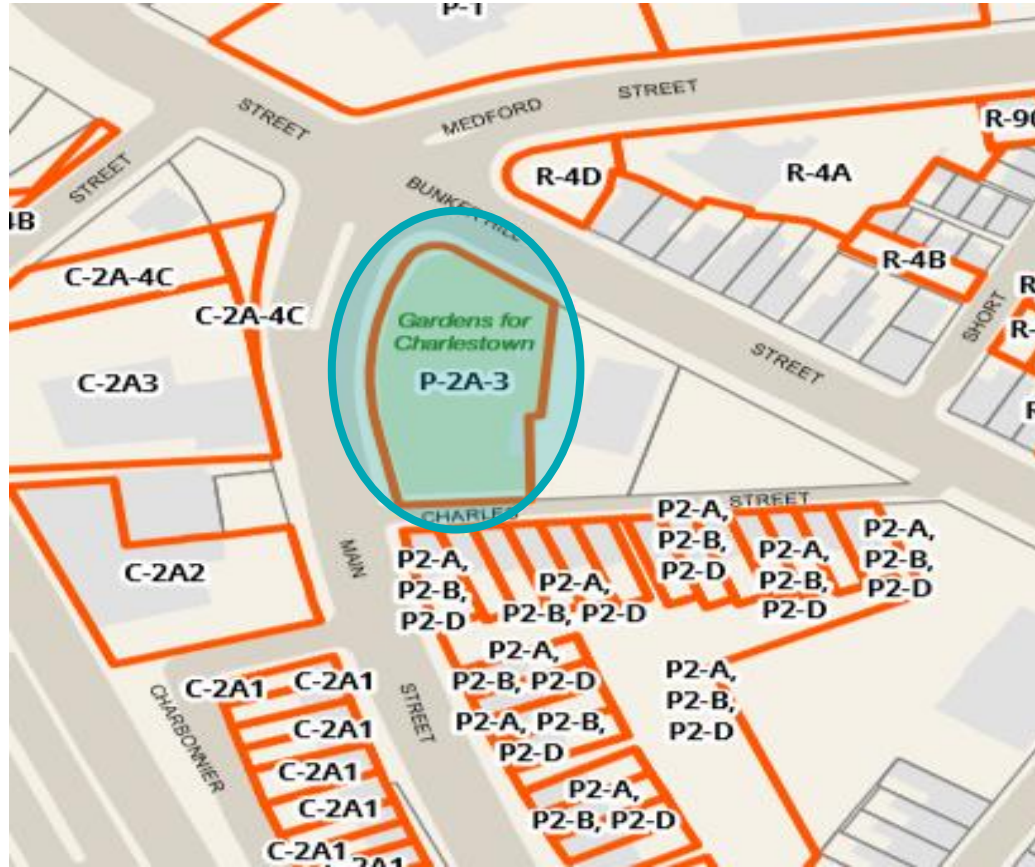 P-1
STREET
MEDFORD
STREET
R-90
STREET
R-4D
R-4A
BUNKER HILL
4B
R-4B
C-2A-4C
C-2A-4C
SHORT
Gardens for
Charlestown
P-2A-3
STREET
C-2A3
CHARLES
STREET
MAIN
C-2A2
P2-A,
P2-B,
P2-D
P2-A,
P2-B, P2-D
P2-A,
P2-B,
P2-D
P2-A,
P2-B,
P2-D
P2-A,
P2-B,
P2-D
P2-A,
P2-B, P2-D
P2-A, P2-B,
P2-D
P2-A,
P2-B,
P2-D
P2-A,
P2-B, P2-D
C-2A1
C-2A1
STREET
CHARBONNIER
C-2A1
C-2A1
C-2A1
C-2A1
2A1